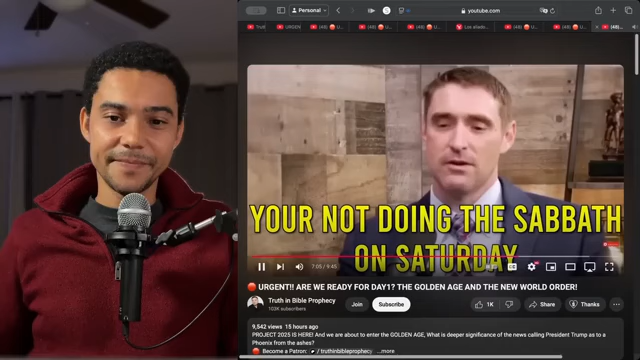 Personal
youtube.com
YOUR NOT DOING THE SABBATH
ON SATURDAY
7:05 / 9:45
URGENT!! ARE WE READY FOR DAY1? THE GOLDEN AGE AND THE NEW WORLD ORDER!
Truth in Bible Prophecy
103K subscribers
Join
Subscribe
1K
Share
Thanks
9,542 views 15 hours ago
PROJECT 2025 IS HERE! And we are about to enter the GOLDEN AGE, What is deeper significance of the news calling President Trump as to a
Phoenix from the ashes?
Become a Patron: / truthinbibleprophecy ...more